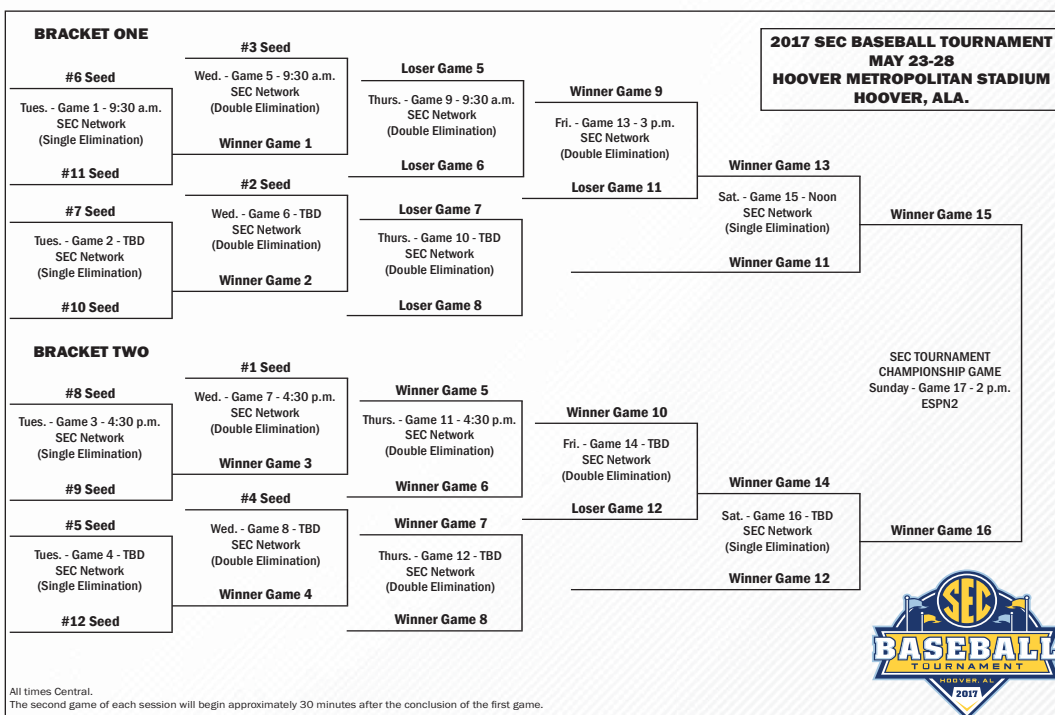 BRACKET ONE
2017 SEC BASEBALL TOURNAMENT
MAY 23-28
HOOVER METROPOLITAN STADIUM
HOOVER, ALA.
#6 Seed
Tues. - Game 1 - 9:30 a.m.
SEC Network
(Single Elimination)
#11 Seed
#7 Seed
Tues. - Game 2 - TBD
SEC Network
(Single Elimination)
#10 Seed
#3 Seed
Wed. - Game 5 - 9:30 a.m.
SEC Network
(Double Elimination)
Winner Game 1
#2 Seed
Wed. - Game 6 - TBD
SEC Network
(Double Elimination)
Winner Game 2
Loser Game 5
Thurs. - Game 9 - 9:30 a.m.
SEC Network
(Double Elimination)
Loser Game 6
Loser Game 7
Thurs. - Game 10 - TBD
SEC Network
(Double Elimination)
Loser Game 8
Winner Game 9
Fri. - Game 13 - 3 p.m.
SEC Network
(Double Elimination)
Loser Game 11
Winner Game 13
Sat. - Game 15 - Noon
SEC Network
(Single Elimination)
Winner Game 11
Winner Game 15
BRACKET TWO
#8 Seed
Tues. - Game 3 - 4:30 p.m.
SEC Network
(Single Elimination)
#9 Seed
#5 Seed
Tues. - Game 4 - TBD
SEC Network
(Single Elimination)
#12 Seed
#1 Seed
Wed. - Game 7 - 4:30 p.m.
SEC Network
(Double Elimination)
Winner Game 3
#4 Seed
Wed. - Game 8 - TBD
SEC Network
(Double Elimination)
Winner Game 4
Winner Game 5
Thurs. - Game 11 - 4:30 p.m.
SEC Network
(Double Elimination)
Winner Game 6
Winner Game 7
Thurs. - Game 12 - TBD
SEC Network
(Double Elimination)
Winner Game 8
Winner Game 10
Fri. - Game 14 - TBD
SEC Network
(Double Elimination)
Loser Game 12
Winner Game 14
Sat. - Game 16 - TBD
SEC Network
(Single Elimination)
Winner Game 12
SEC TOURNAMENT
CHAMPIONSHIP GAME
Sunday - Game 17 - 2 p.m.
ESPN2
Winner Game 16
SEC
BASEBALL
TOURNAMENT
HOOVER, AL
2017
All times Central.
The second game of each session will begin approximately 30 minutes after the conclusion of the first game.